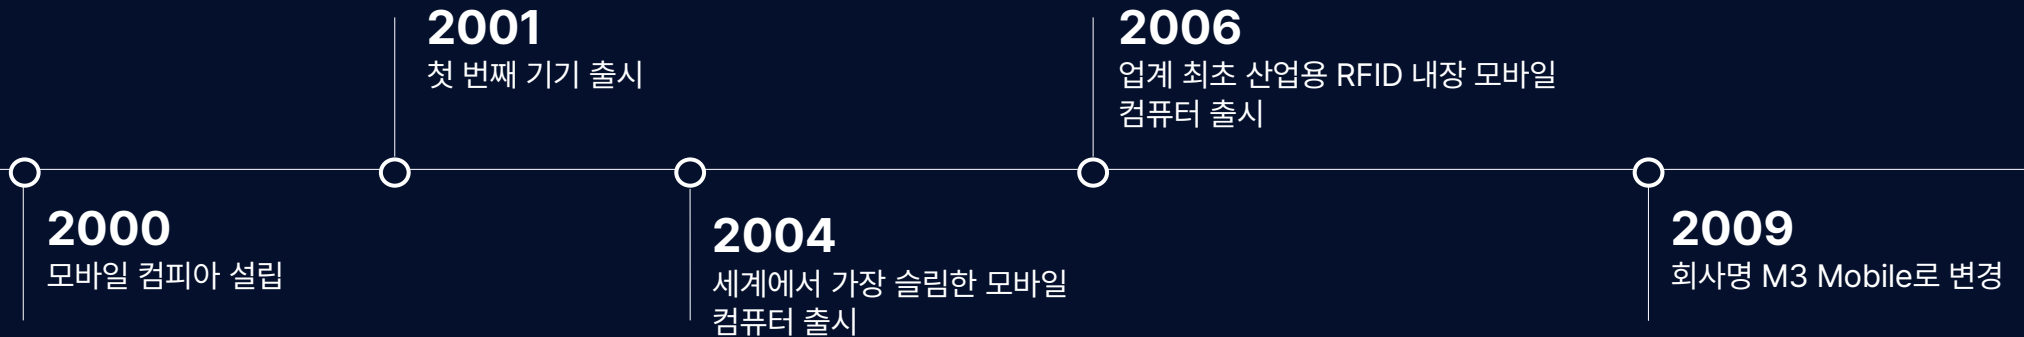 2000
모바일 컴피아 설립
2001
첫 번째 기기 출시
2004
세계에서 가장 슬림한 모바일
컴퓨터 출시
2006
업계 최초 산업용 RFID 내장 모바일
컴퓨터 출시
2009
회사명 M3 Mobile로 변경